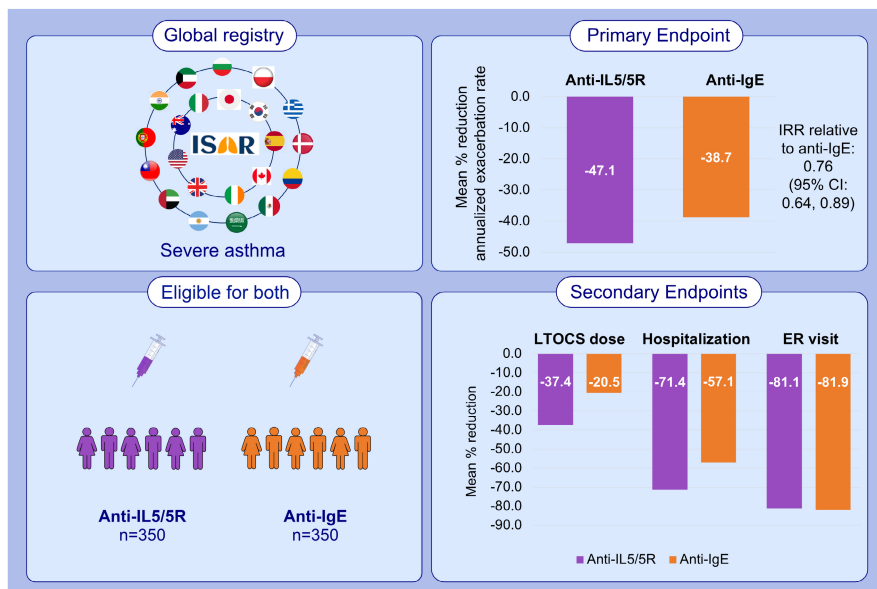 Global registry
ISAR
Severe asthma
Primary Endpoint
Mean % reduction
annualized exacerbation rate
Anti-IL5/5R
Anti-IgE
0.0
-10.0
-20.0
-30.0
-40.0
-50.0
-47.1
-38.7
IRR relative
to anti-IgE:
0.76
(95% CI:
0.64, 0.89)
Eligible for both
Anti-IL5/5R
n=350
Anti-IgE
n=350
Secondary Endpoints
Mean % reduction
LTOCS dose
Hospitalization
ER visit
0.0
-10.0
-20.0
-30.0
-40.0
-50.0
-60.0
-70.0
-80.0
-90.0
-37.4
-20.5
-71.4
-57.1
-81.1
-81.9
Anti-IL5/5R
Anti-IgE